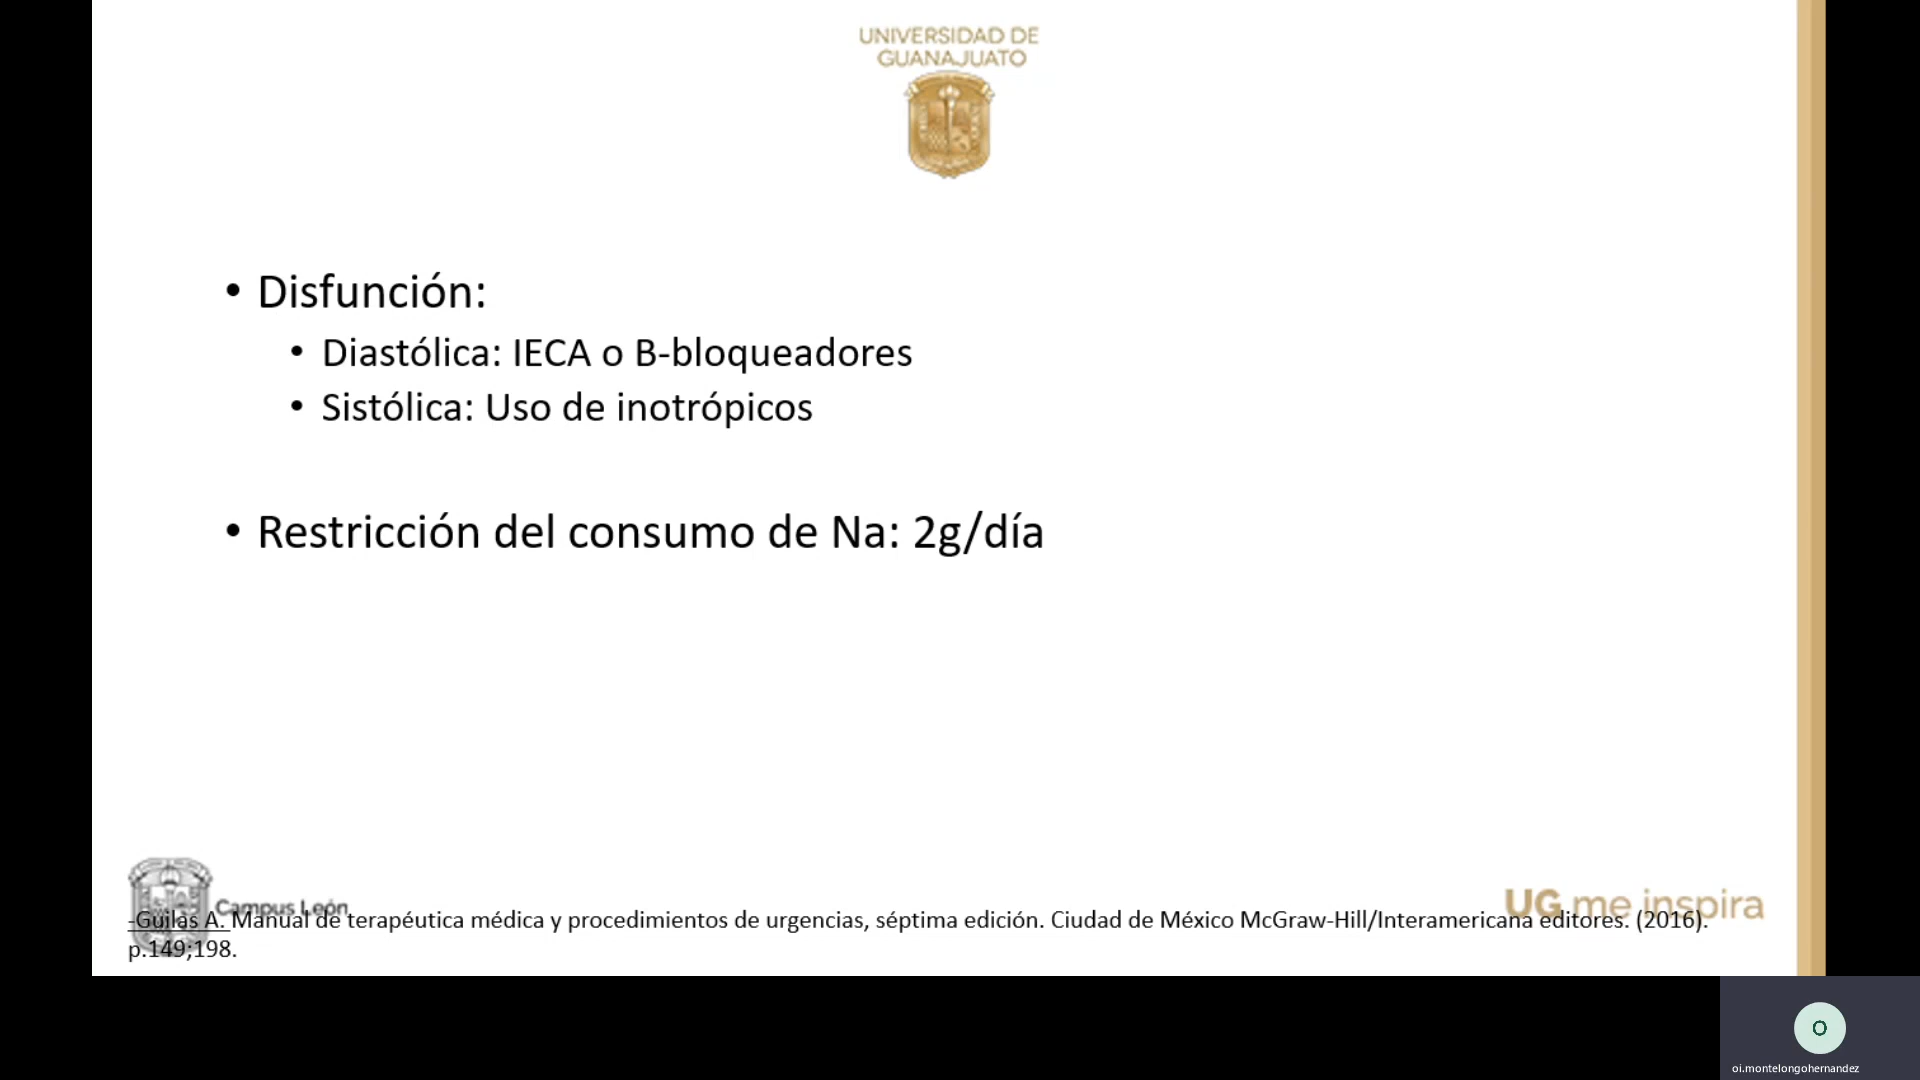 UNIVERSIDAD DE
GUANAJUATO
• Disfunción:
• Diastólica: IECA o B-bloqueadores
• Sistólica: Uso de inotrópicos
• Restricción del consumo de Na: 2g/día
Campus León
UG me inspira
-Guilas A. Manual de terapéutica médica y procedimientos de urgencias, séptima edición. Ciudad de México McGraw-Hill/Interamericana editores. (2016).
p.149;198.
O
oi.montelongohernandez